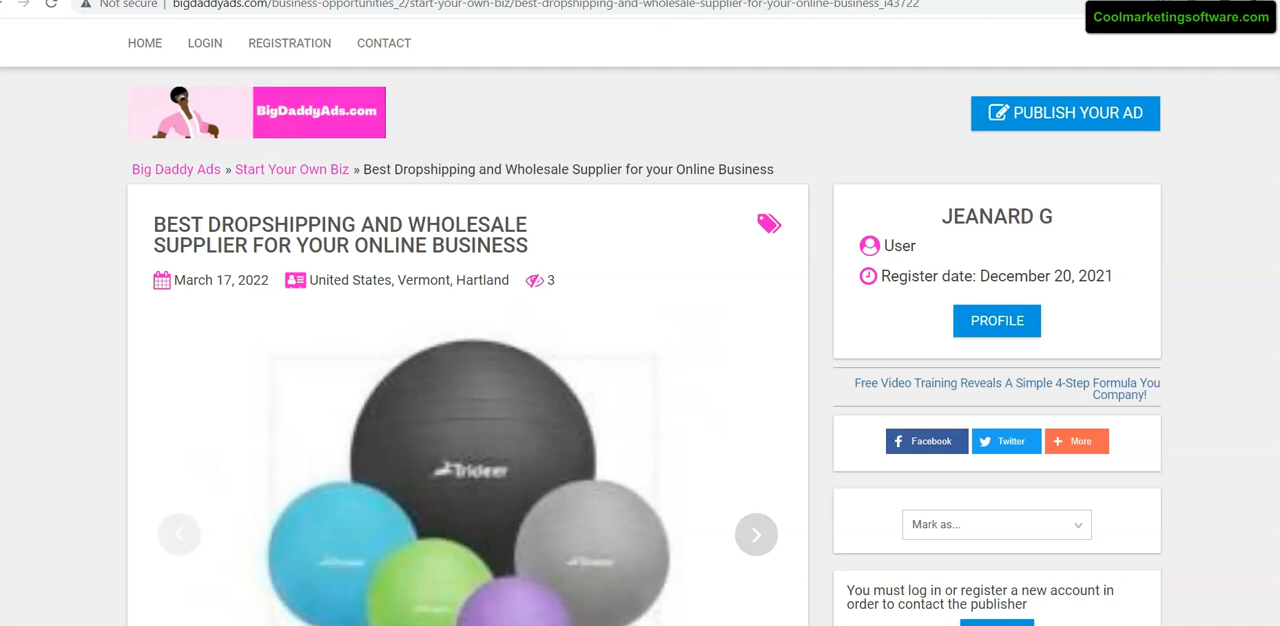 Not secure
bigdaddyads.com/business-opportunities_2/start-your-own-biz/best-dropshipping-and-wholesale-supplier-for-your-online-business_i43722
Coolmarketingsoftware.com
HOME LOGIN REGISTRATION CONTACT
BigDaddyAds.com
PUBLISH YOUR AD
Big Daddy Ads » Start Your Own Biz » Best Dropshipping and Wholesale Supplier for your Online Business
BEST DROPSHIPPING AND WHOLESALE
SUPPLIER FOR YOUR ONLINE BUSINESS
March 17, 2022 United States, Vermont, Hartland 3
Trideer
JEANARD G
User
Register date: December 20, 2021
PROFILE
Free Video Training Reveals A Simple 4-Step Formula You
Company!
Facebook Twitter More
Mark as...
You must log in or register a new account in
order to contact the publisher